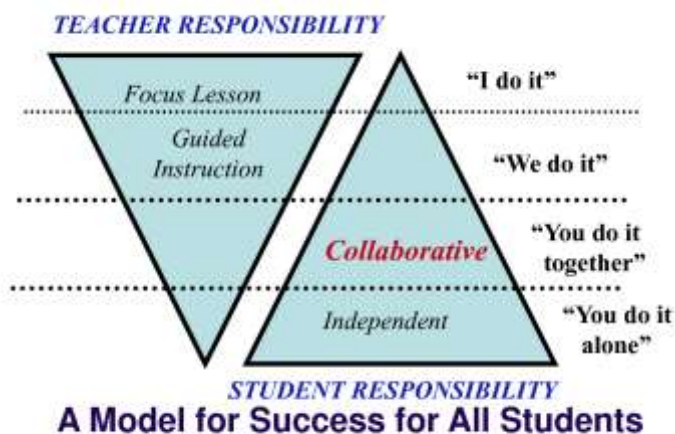 TEACHER RESPONSIBILITY
Focus Lesson
“I do it”
Guided
Instruction
“We do it”
Collaborative
“You do it
together”
Independent
“You do it
alone”
STUDENT RESPONSIBILITY
A Model for Success for All Students